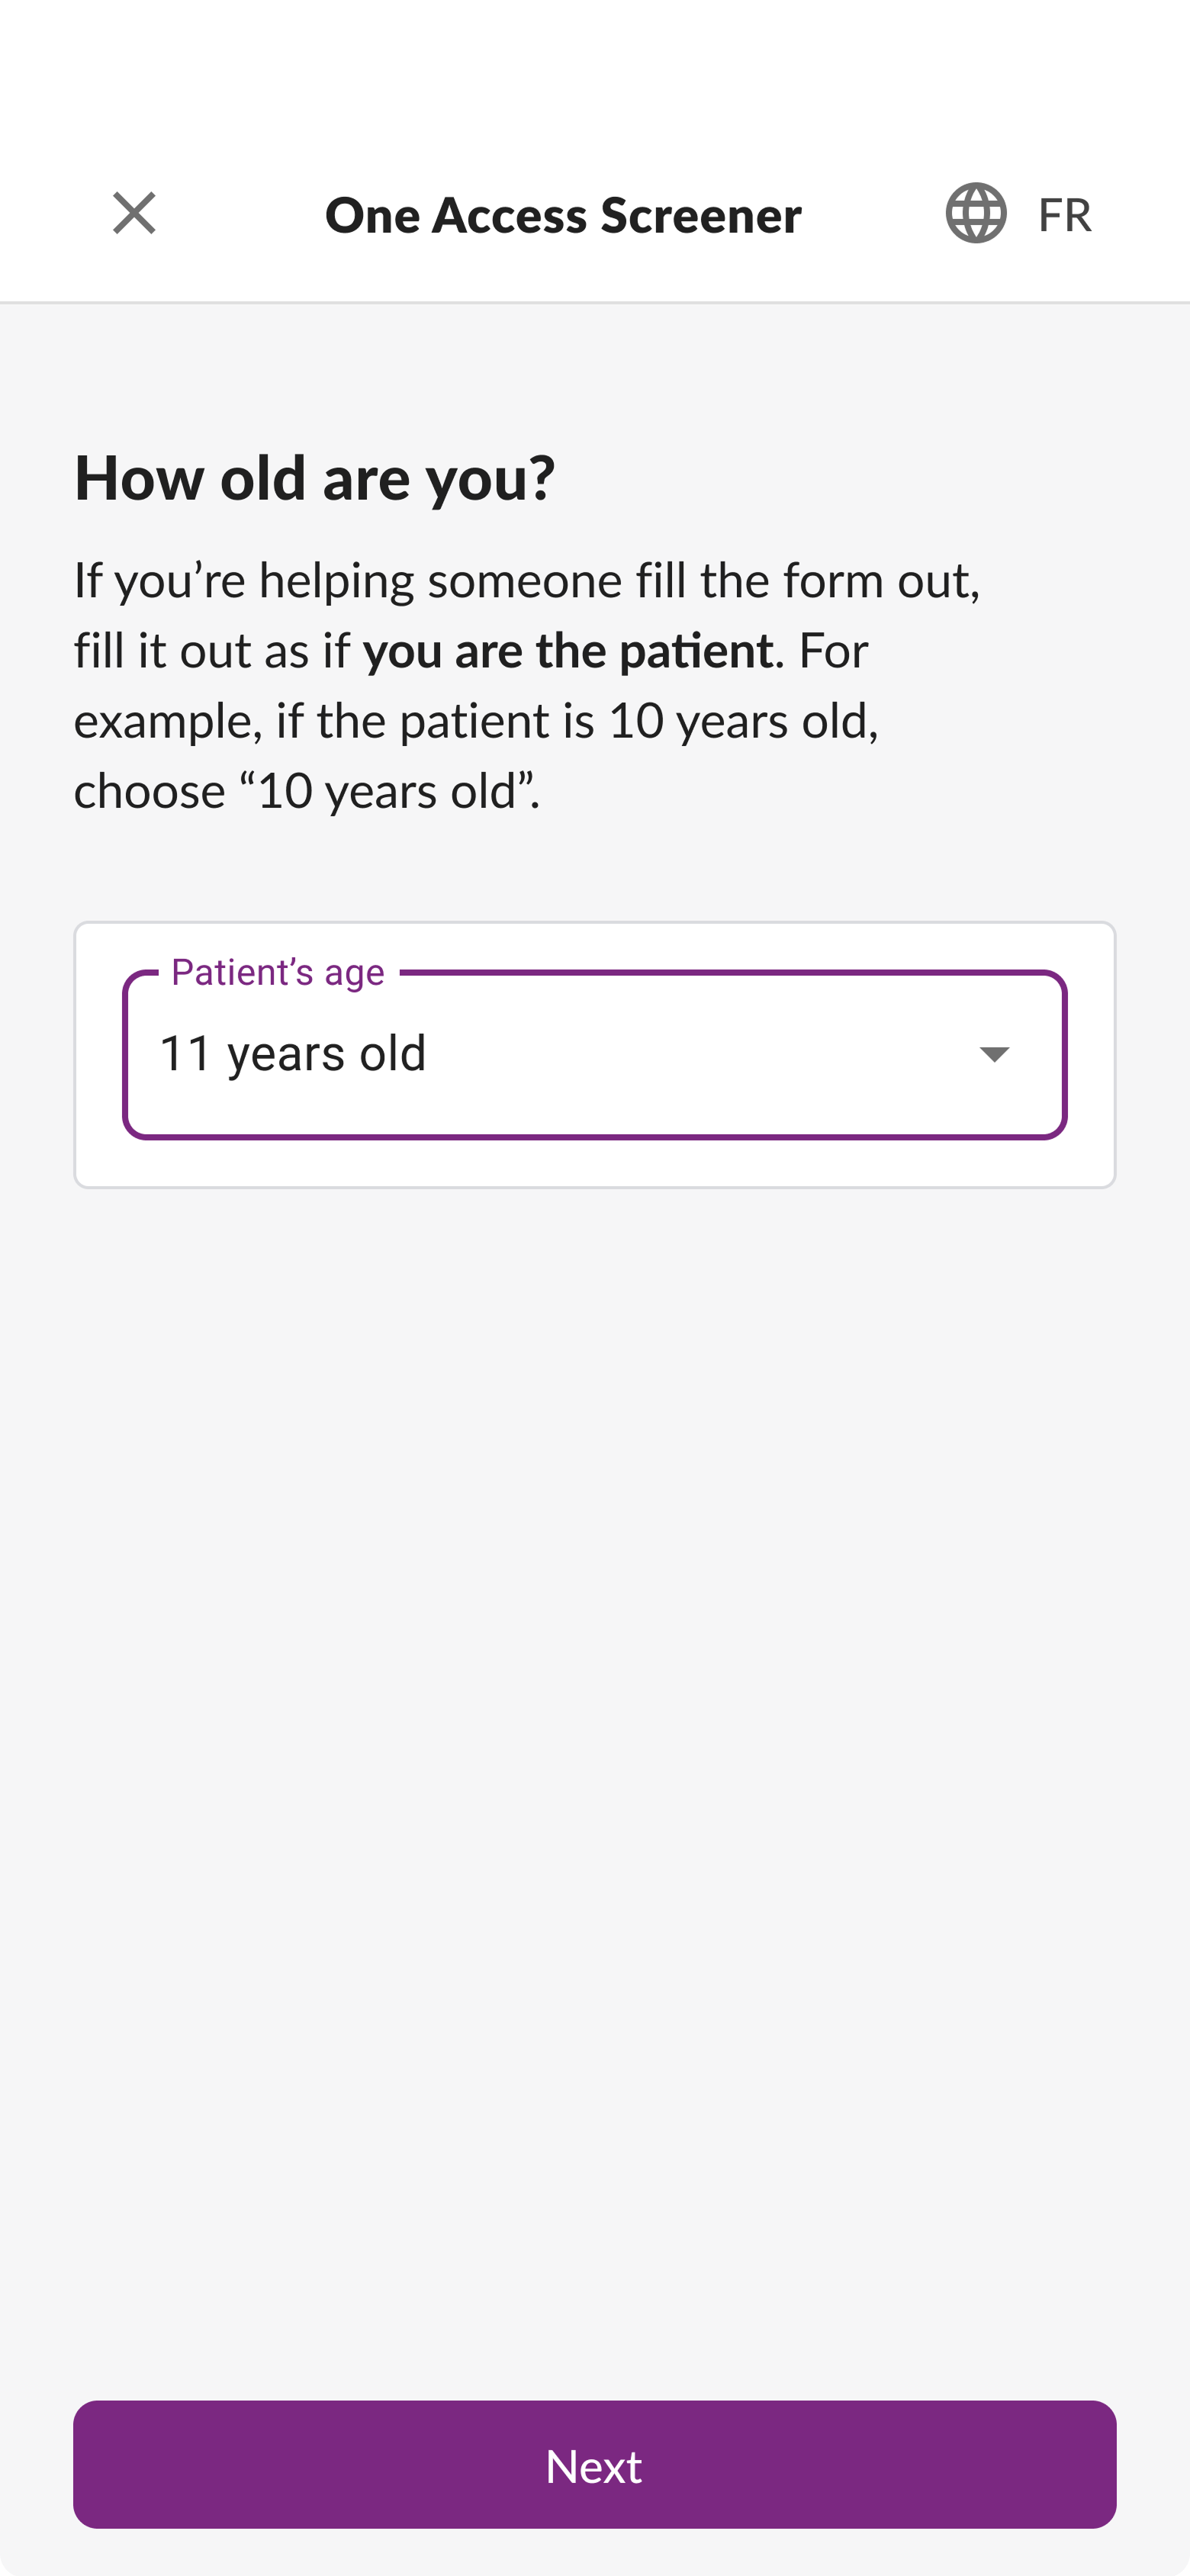 One Access Screener
FR
How old are you?
If you’re helping someone fill the form out,
fill it out as if you are the patient. For
example, if the patient is 10 years old,
choose “10 years old”.
Patient’s age
11 years old
Next